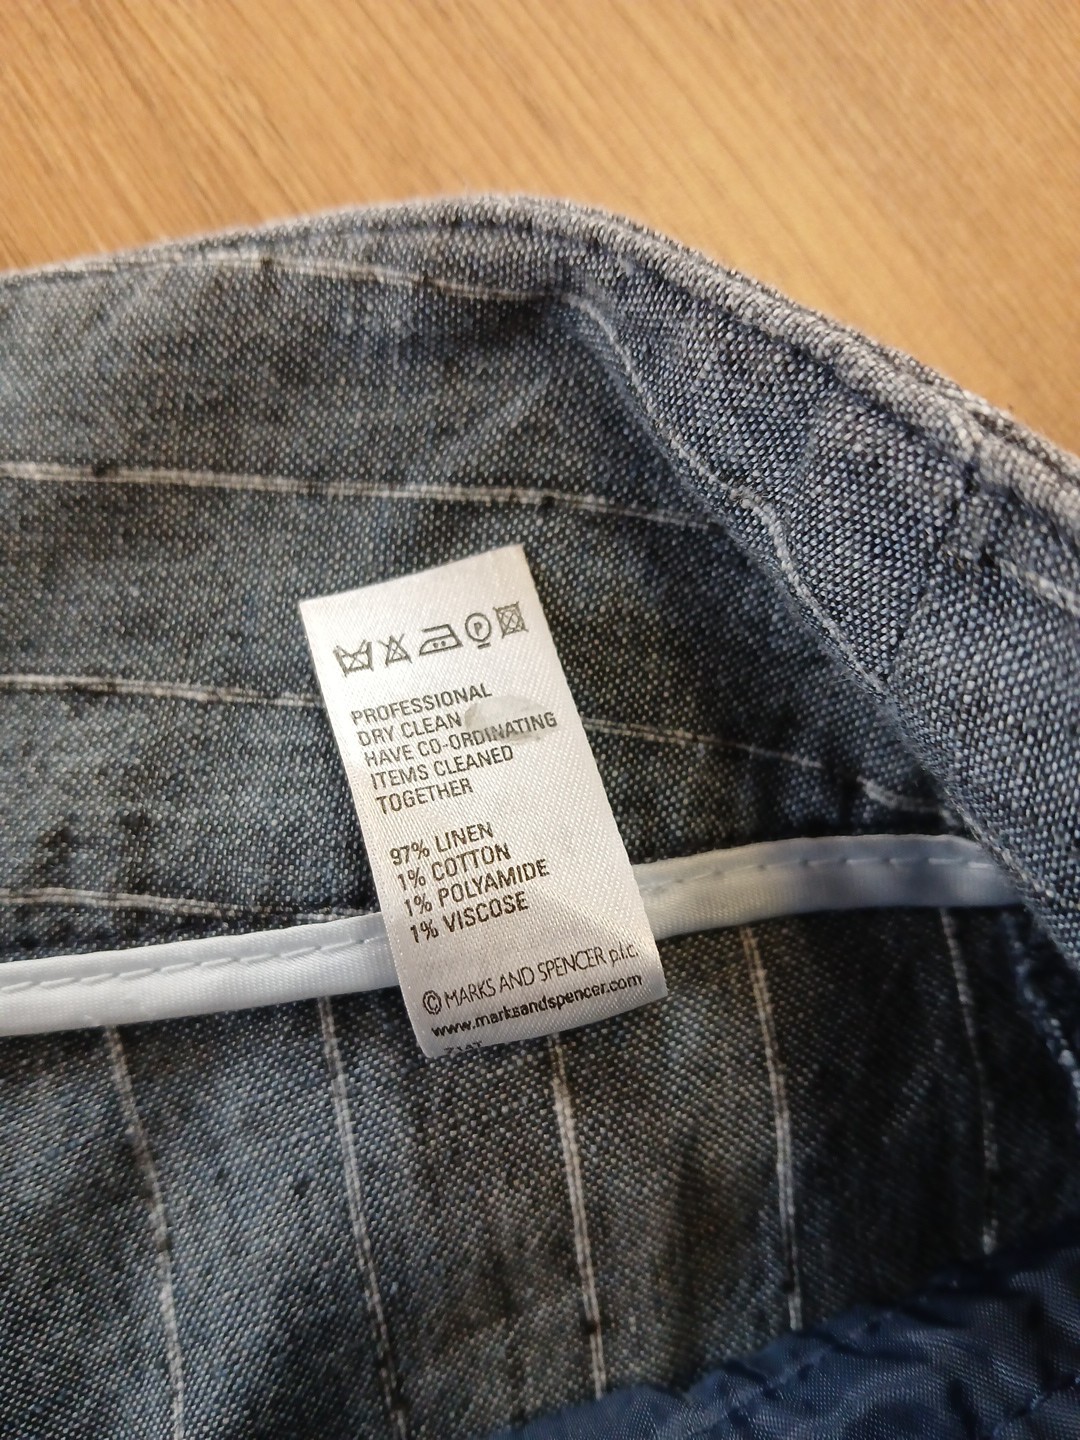 P
PROFESSIONAL
DRY CLEAN
HAVE CO-ORDINATING
ITEMS CLEANED
TOGETHER
97% LINEN
1% COTTON
1% POLYAMIDE
1% VISCOSE
© MARKS AND SPENCER p.l.c.
www.marksandspencer.com